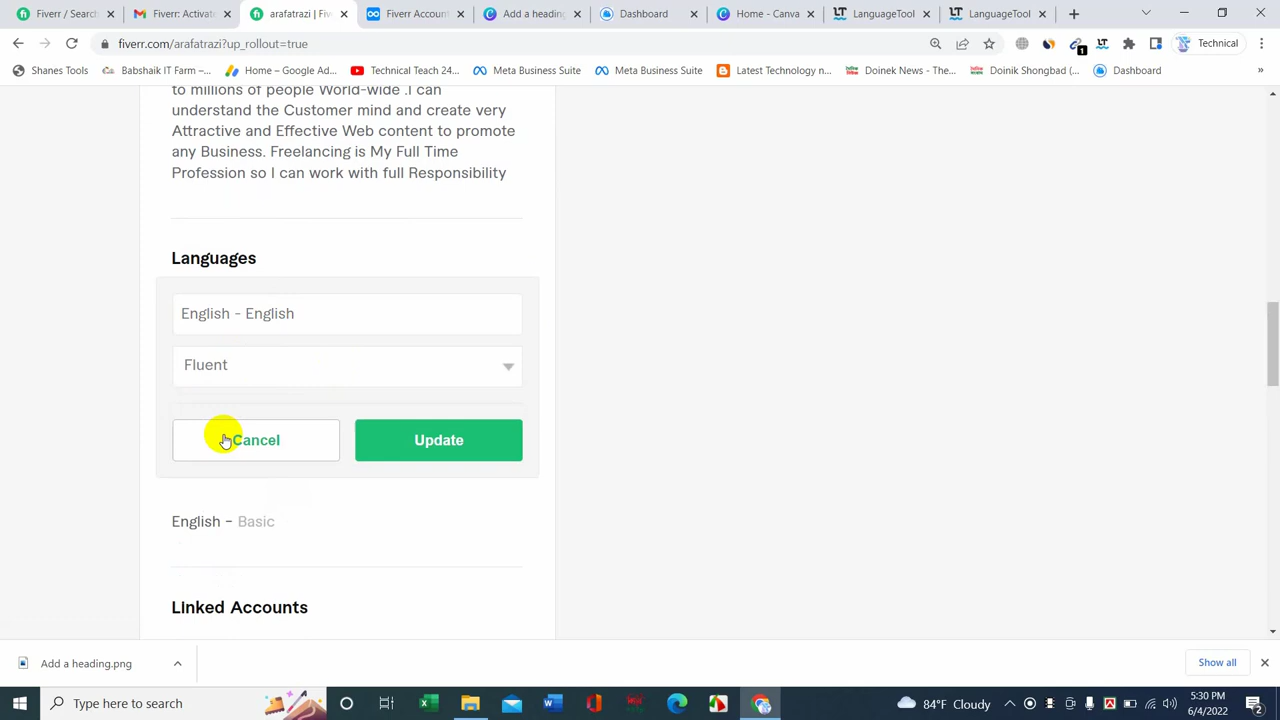 Fiverr / Search
Fiverr: Activate
arafatrazi | Fiv
Fiverr Accoun
Add a heading
Dashboard
Home - Canva
LanguageTool
LanguageTool
fiverr.com/arafatrazi?up_rollout=true
1
Technical
Shanes Tools
Babshaik IT Farm –...
Home – Google Ad...
Technical Teach 24...
Meta Business Suite
Meta Business Suite
Latest Technology n...
Doinek News - The...
Doinik Shongbad (...
Dashboard
»
to millions of people World-wide .I can
understand the Customer mind and create very
Attractive and Effective Web content to promote
any Business. Freelancing is My Full Time
Profession so I can work with full Responsibility
Languages
English - English
Fluent
Cancel
Update
English - Basic
Linked Accounts
Add a heading.png
Show all
Type here to search
84°F Cloudy
5:30 PM
6/4/2022
2